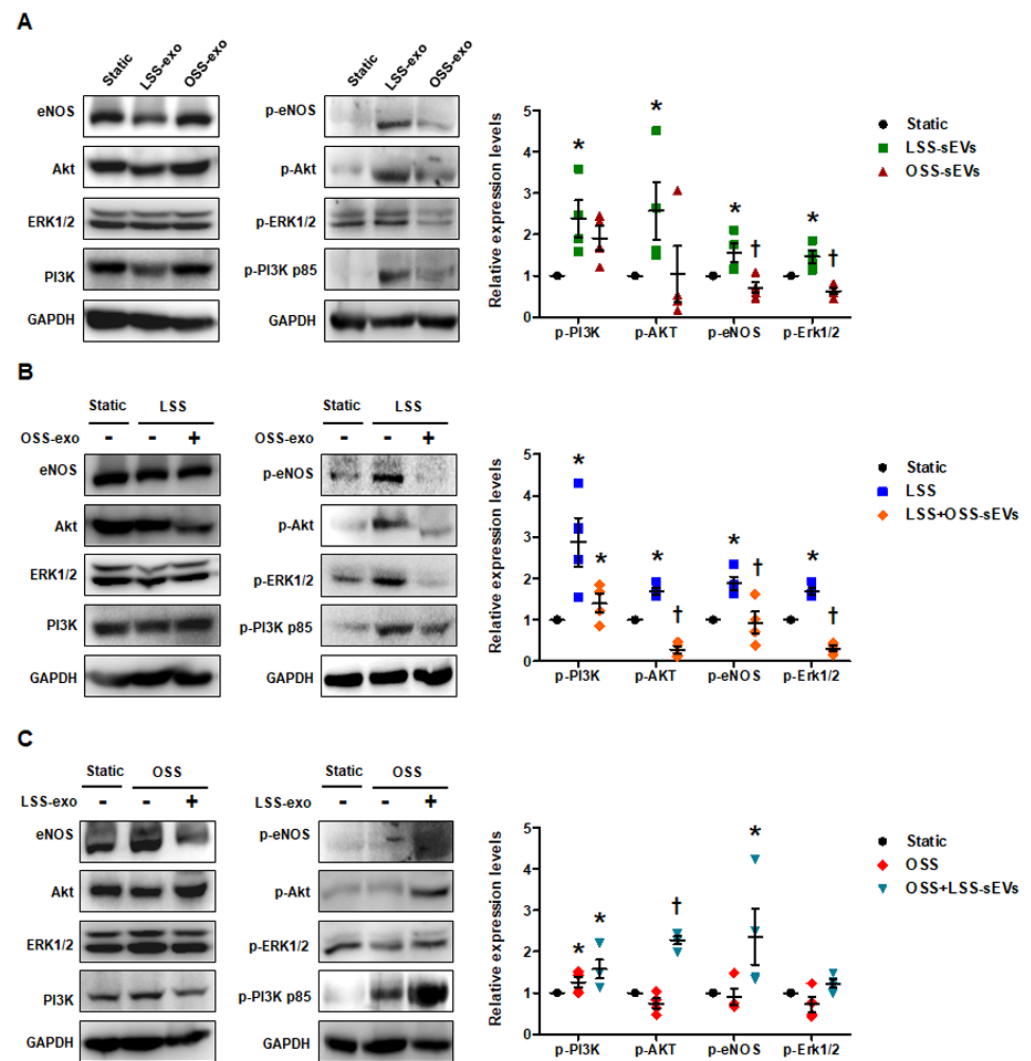 A
Static LSS-exo OSS-exo
eNOS
Akt
ERK1/2
PI3K
GAPDH
Static LSS-exo OSS-exo
p-eNOS
p-Akt
p-ERK1/2
p-PI3K p85
GAPDH
Relative expression levels
5
4
3
2
1
0
* * * † * †
p-PI3K p-AKT p-eNOS p-Erk1/2
Static
LSS-sEVs
OSS-sEVs
B
Static LSS
OSS-exo - - +
eNOS
Akt
ERK1/2
PI3K
GAPDH
Static LSS
OSS-exo - - +
p-eNOS
p-Akt
p-ERK1/2
p-PI3K p85
GAPDH
Relative expression levels
5
4
3
2
1
0
* * * † * † * †
p-PI3K p-AKT p-eNOS p-Erk1/2
Static
LSS
LSS+OSS-sEVs
C
Static OSS
LSS-exo - - +
eNOS
Akt
ERK1/2
PI3K
GAPDH
Static OSS
LSS-exo - - +
p-eNOS
p-Akt
p-ERK1/2
p-PI3K p85
GAPDH
Relative expression levels
5
4
3
2
1
0
* * † *
p-PI3K p-AKT p-eNOS p-Erk1/2
Static
OSS
OSS+LSS-sEVs